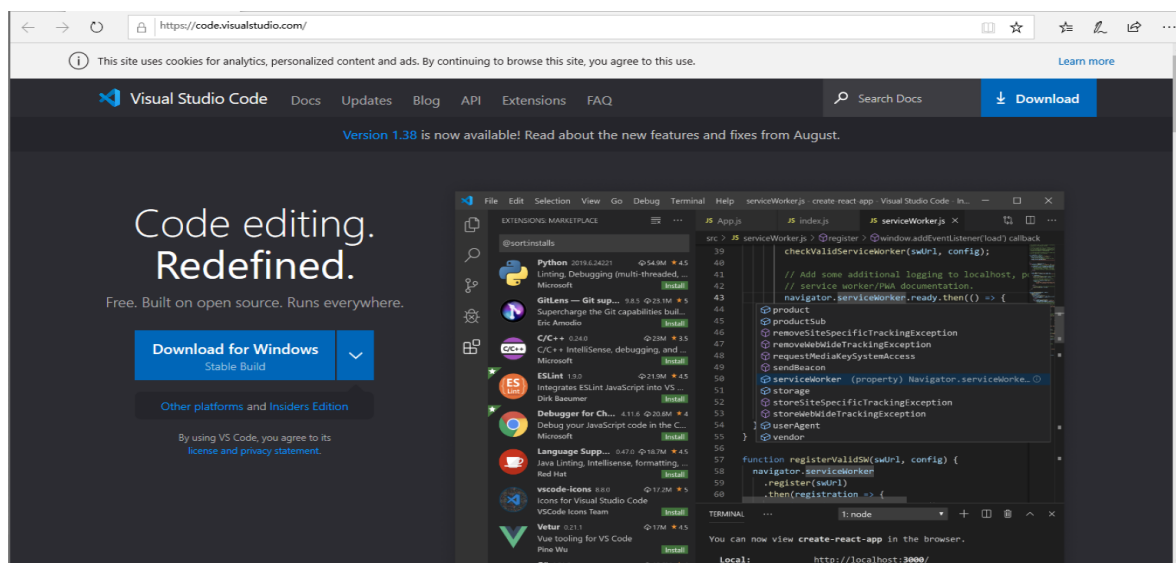 https://code.visualstudio.com/
This site uses cookies for analytics, personalized content and ads. By continuing to browse this site, you agree to this use.
Learn more
Visual Studio Code Docs Updates Blog API Extensions FAQ
Search Docs
Download
Version 1.38 is now available! Read about the new features and fixes from August.
Code editing.
Redefined.
Free. Built on open source. Runs everywhere.
Download for Windows
Stable Build
Other platforms and Insiders Edition
By using VS Code, you agree to its
license and privacy statement.
File Edit Selection View Go Debug Terminal Help serviceWorker.js - create-react-app - Visual Studio Code - In...
EXTENSIONS: MARKETPLACE
@sort:installs
Python 2019.6.24221 54.9M ★ 4.5
Linting, Debugging (multi-threaded, ...
Microsoft Install
GitLens — Git sup... 9.8.5 23.1M ★ 5
Supercharge the Git capabilities buil...
Eric Amodio Install
C/C++ 0.24.0 23M ★ 3.5
C/C++ IntelliSense, debugging, and ...
Microsoft Install
ESLint 1.9.0 21.9M ★ 4.5
Integrates ESLint JavaScript into VS ...
Dirk Baeumer Install
Debugger for Ch... 4.11.6 20.6M ★ 4
Debug your JavaScript code in the C...
Microsoft Install
Language Supp... 0.47.0 18.7M ★ 4.5
Java Linting, Intellisense, formatting, ...
Red Hat Install
vscode-icons 8.8.0 17.2M ★ 5
Icons for Visual Studio Code
VSCode Icons Team Install
Vetur 0.21.1 17M ★ 4.5
Vue tooling for VS Code
Pine Wu Install
JS App.js JS index.js JS serviceWorker.js
src > JS serviceWorker.js > register > window.addEventListener('load') callback
39 checkValidServiceWorker(swUrl, config);
40
41 // Add some additional logging to localhost, p
42 // service worker/PWA documentation.
43 navigator.serviceWorker.ready.then(() => {
44 product
45 productSub
46 removeSiteSpecificTrackingException
47 removeWebWideTrackingException
48 requestMediaKeySystemAccess
49 sendBeacon
50 serviceWorker (property) Navigator.serviceWorke...
51 storage
52 storeSiteSpecificTrackingException
53 storeWebWideTrackingException
54 } userAgent
55 } vendor
56
57 function registerValidSW(swUrl, config) {
58 navigator.serviceWorker
59 .register(swUrl)
60 .then(registration => {
TERMINAL ... 1: node
You can now view create-react-app in the browser.
Local: http://localhost:3000/